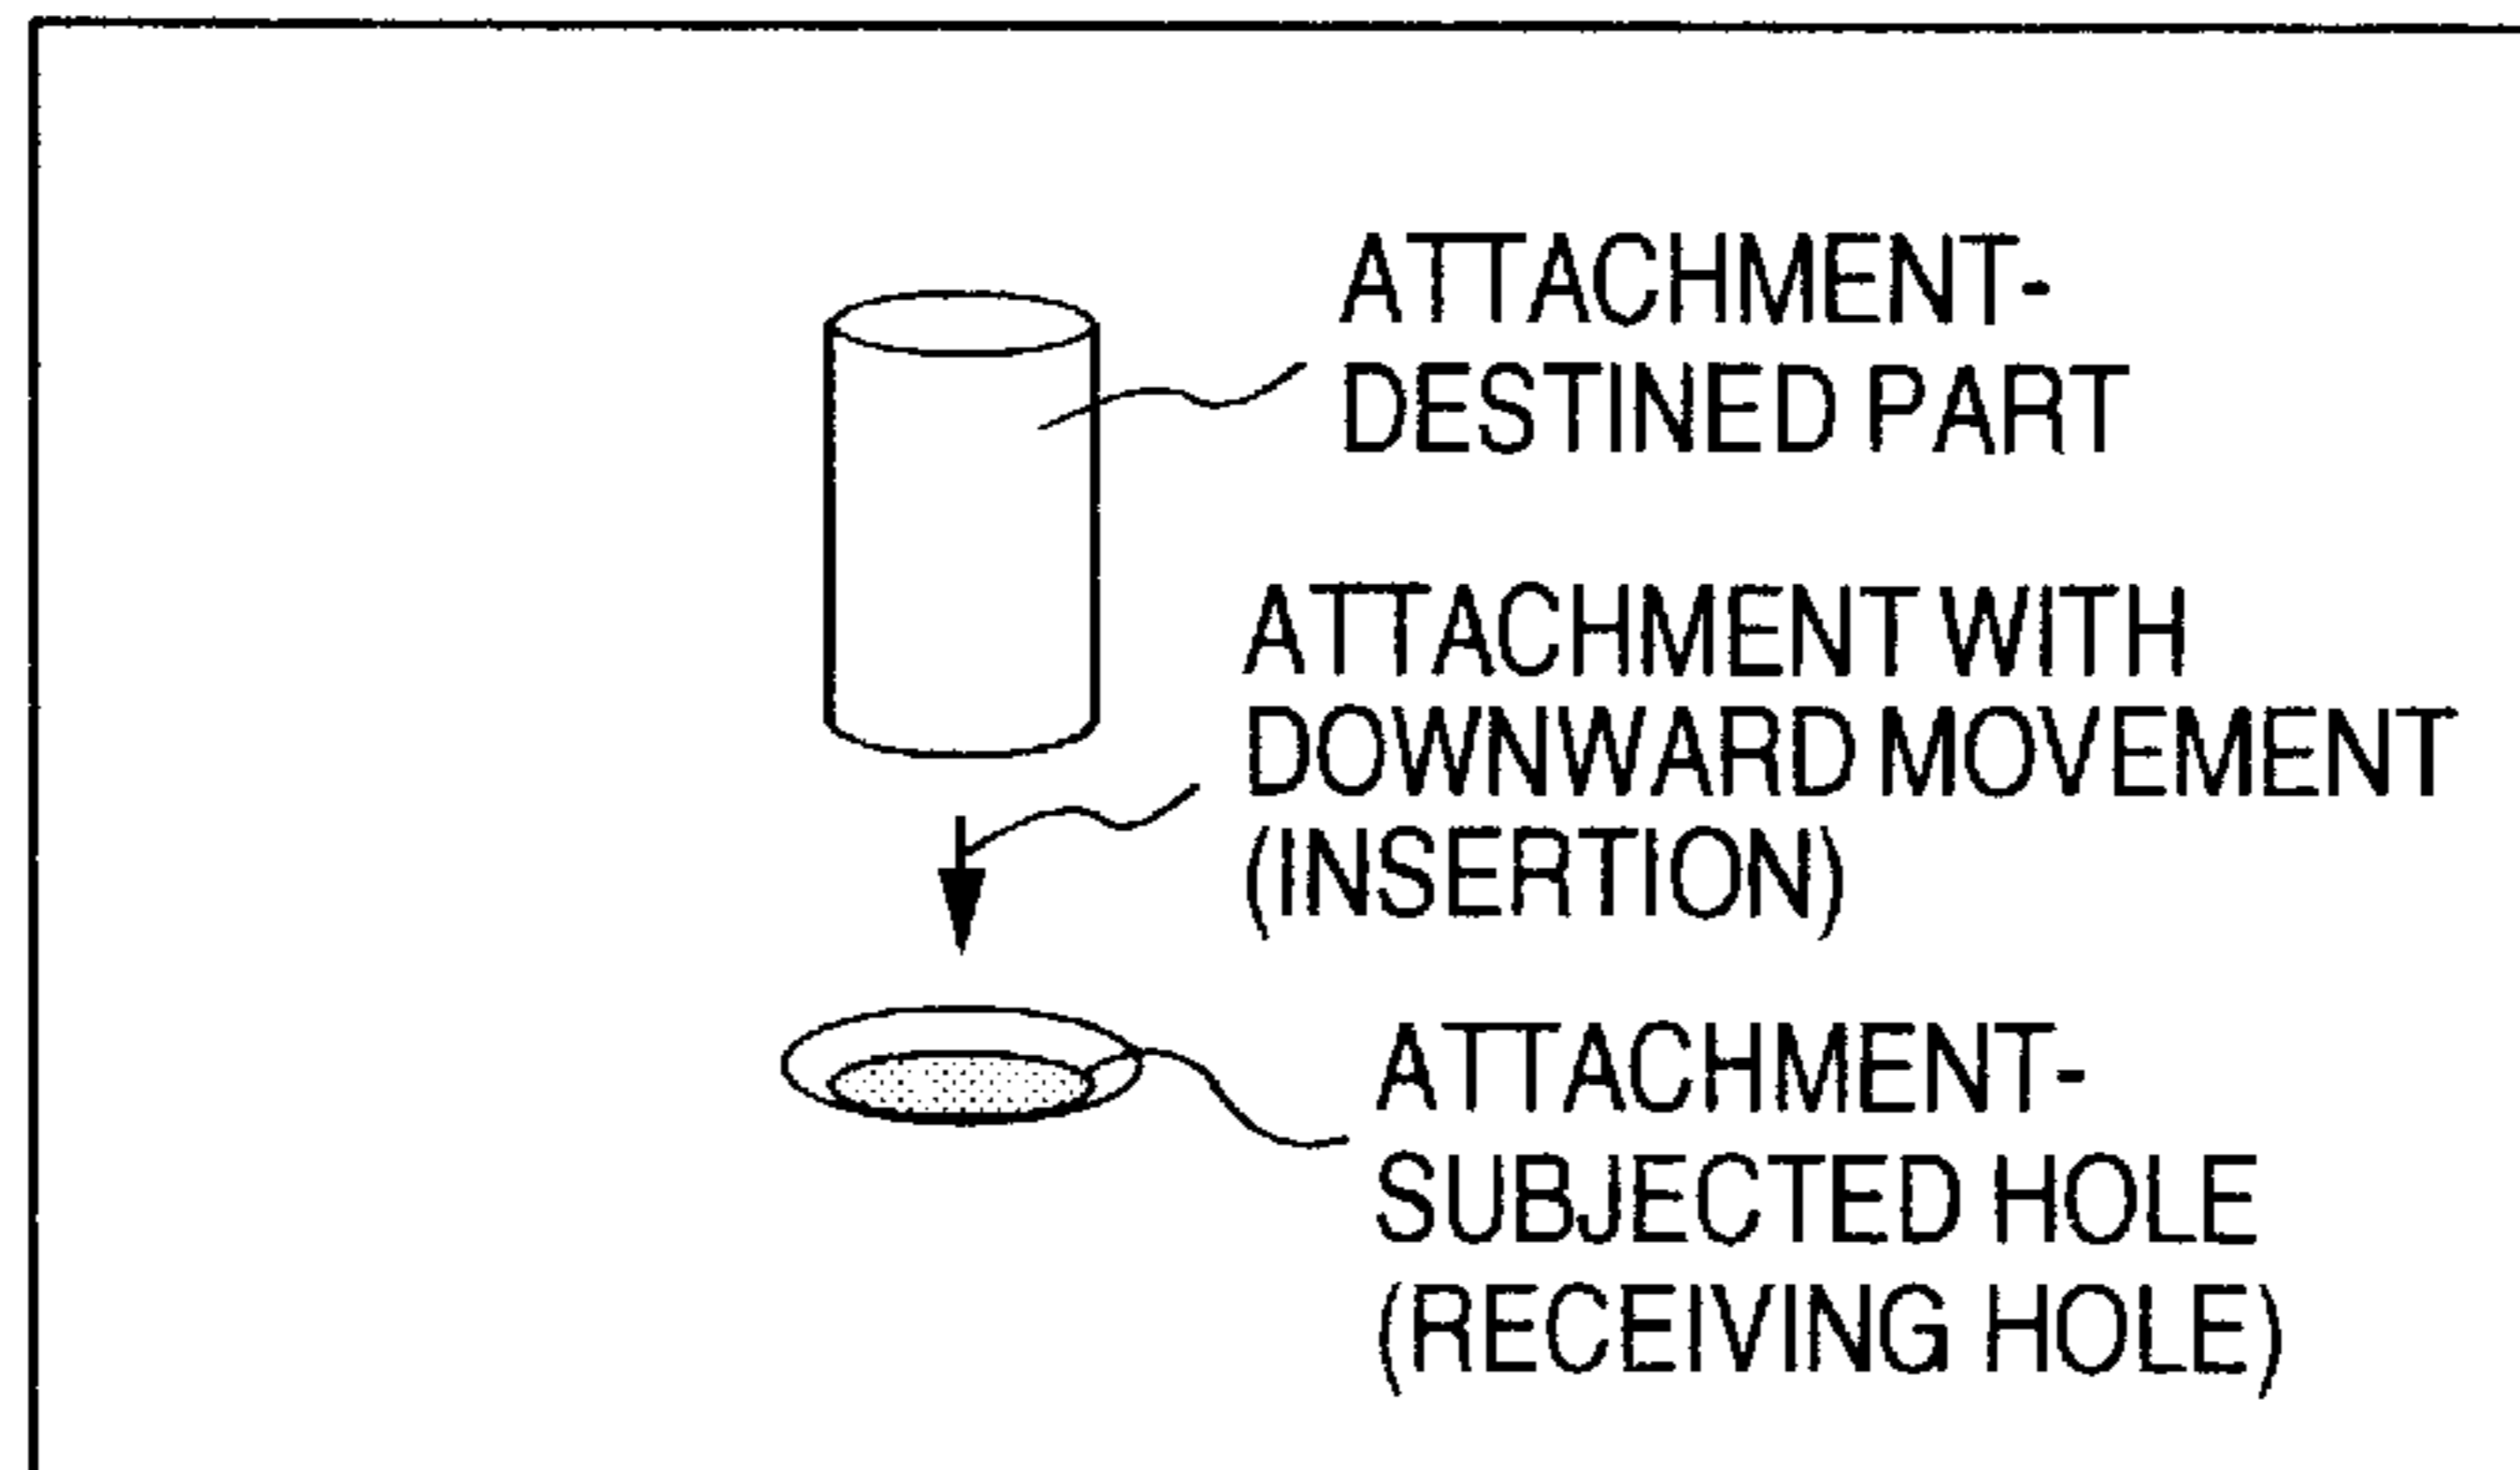 ATTACHMENT-
DESTINED PART
ATTACHMENT WITH
DOWNWARD MOVEMENT
(INSERTION)
ATTACHMENT-
SUBJECTED HOLE
(RECEIVING HOLE)